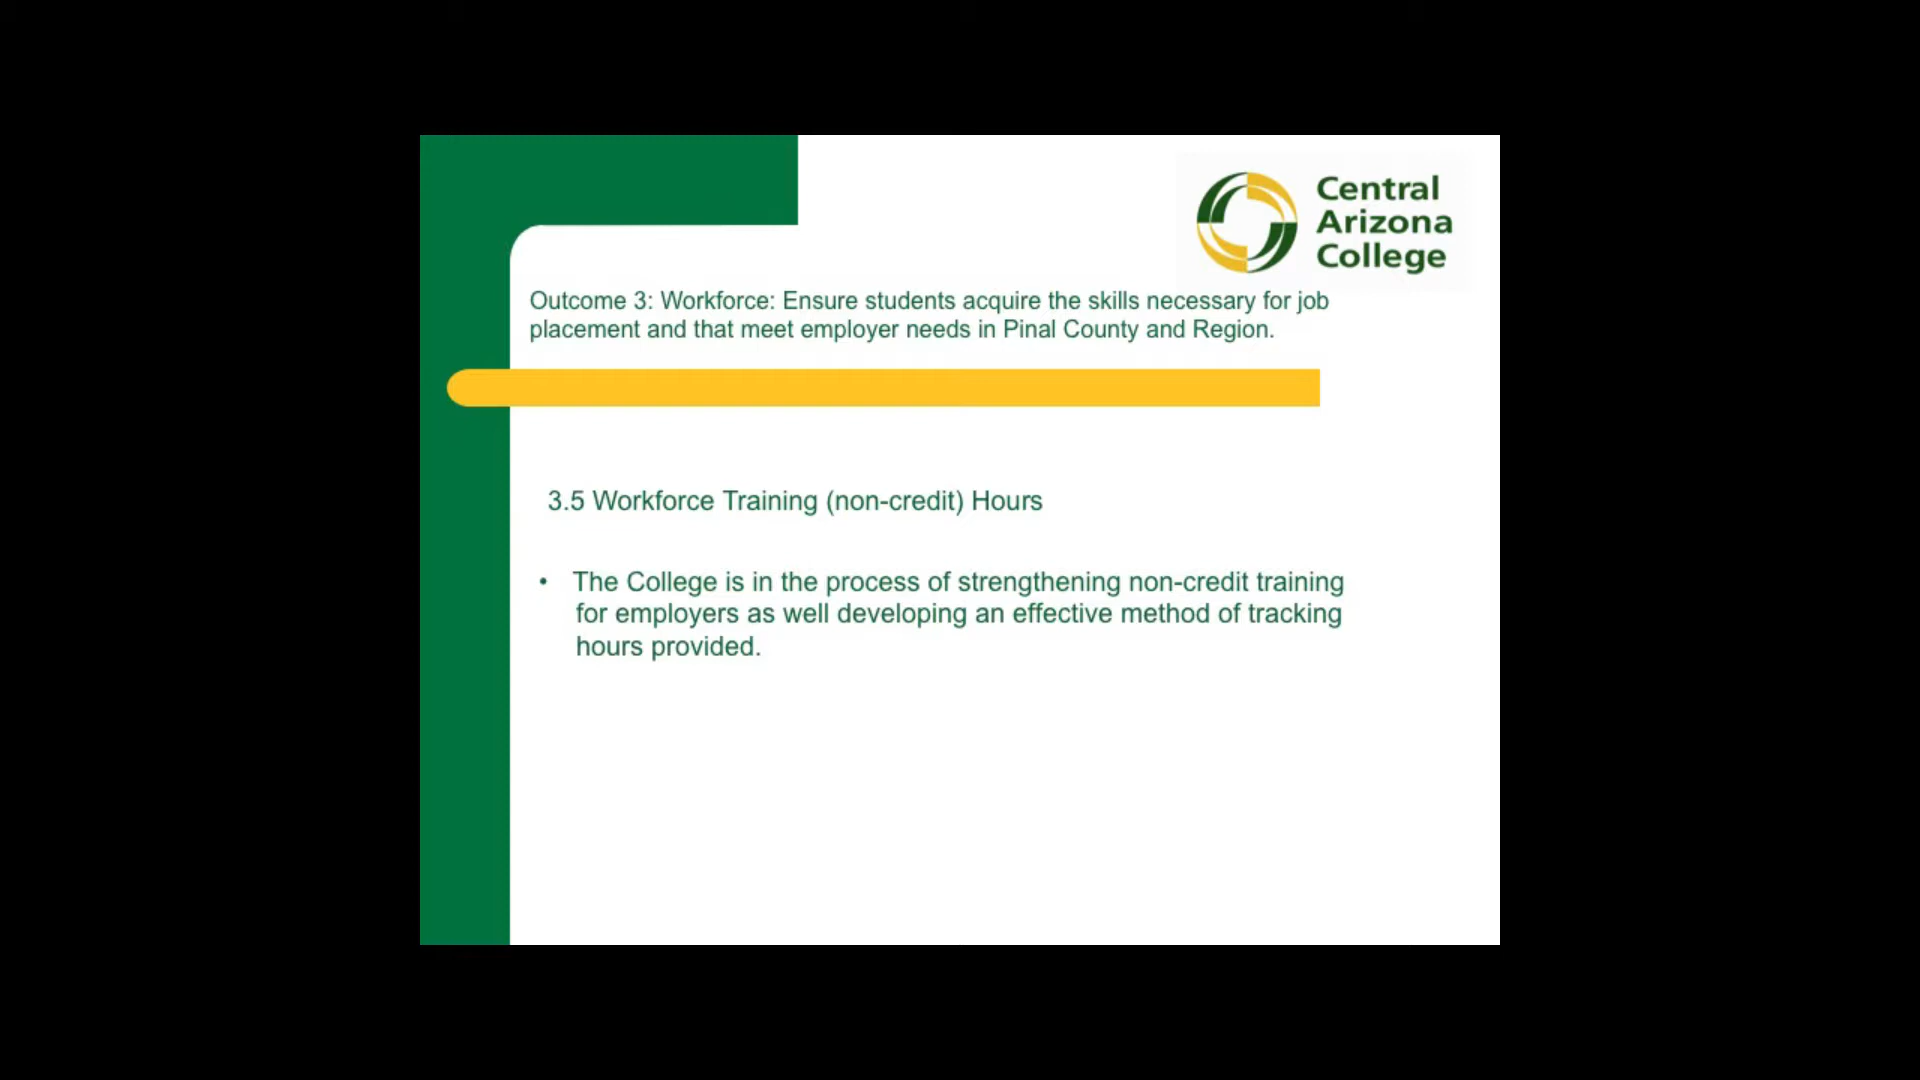 Central
Arizona
College
Outcome 3: Workforce: Ensure students acquire the skills necessary for job
placement and that meet employer needs in Pinal County and Region.
3.5 Workforce Training (non-credit) Hours
• The College is in the process of strengthening non-credit training
for employers as well developing an effective method of tracking
hours provided.